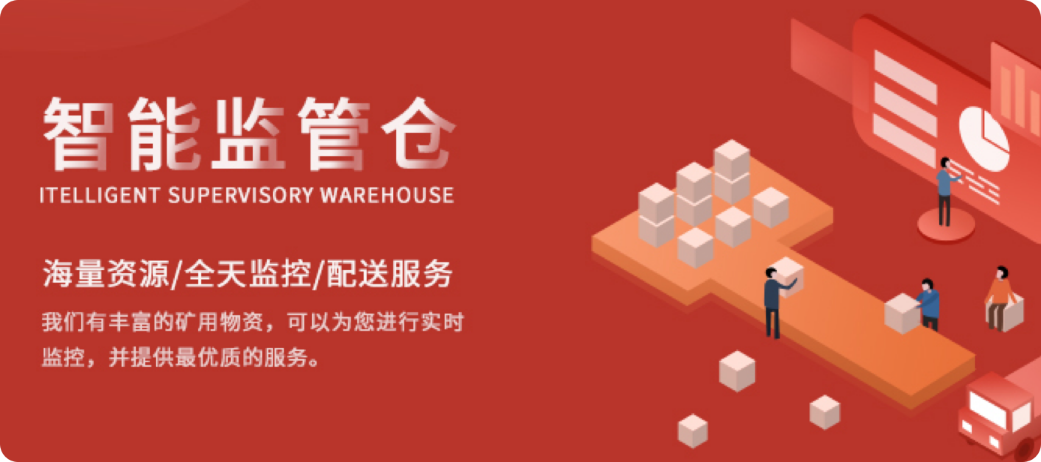 智能监管仓
ITELLIGENT SUPERVISORY WAREHOUSE
海量资源/全天监控/配送服务
我们有丰富的矿用物资，可以为您进行实时
监控，并提供最优质的服务。